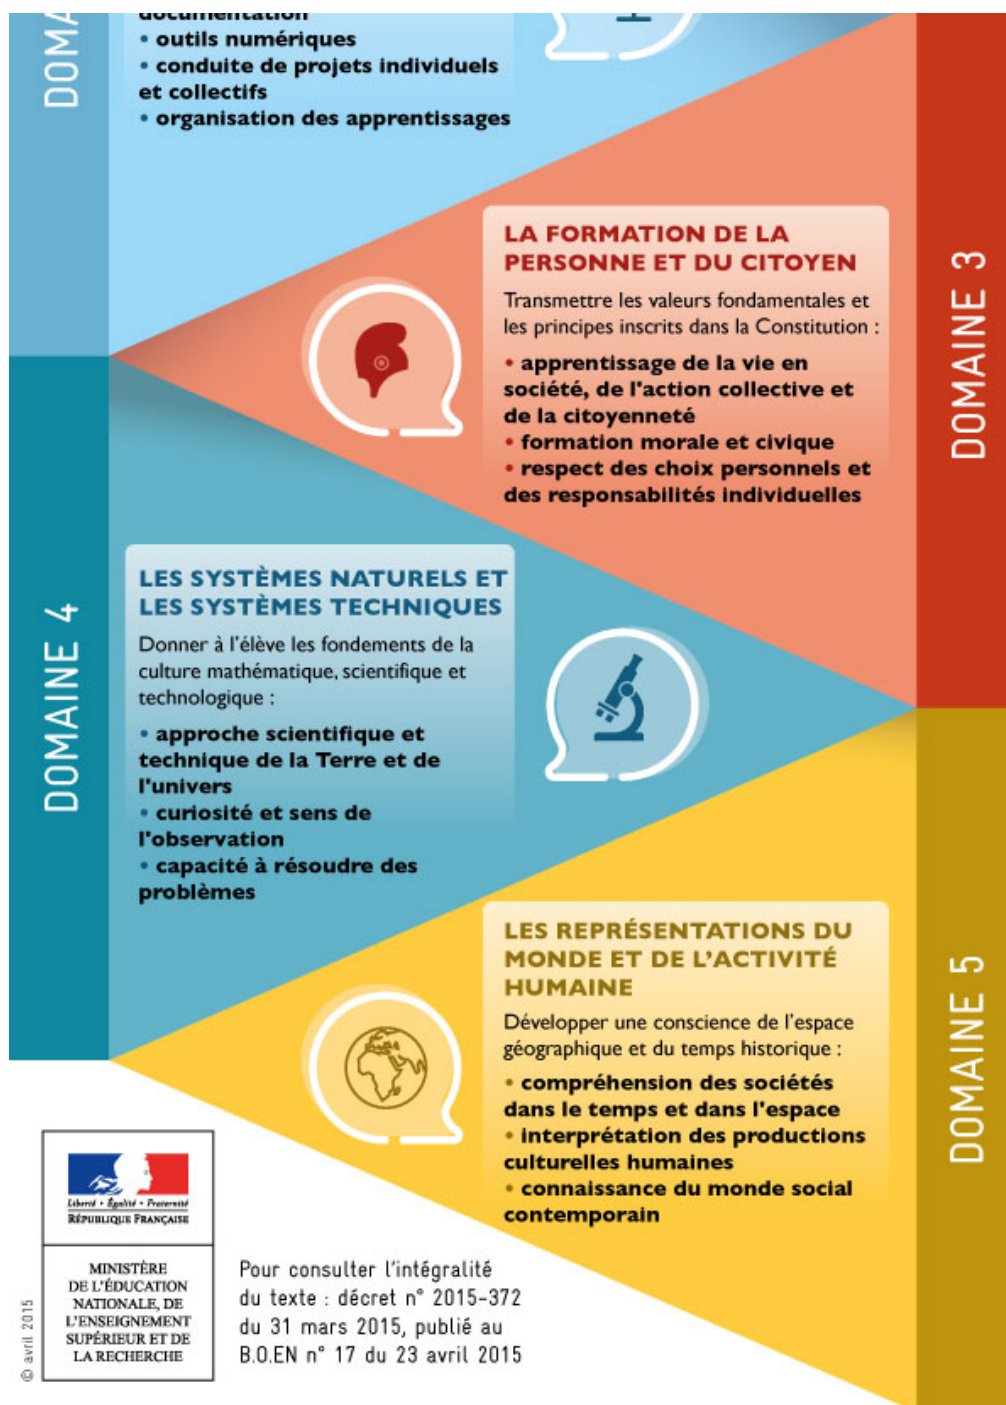 DOMA
documentation
• outils numériques
• conduite de projets individuels
et collectifs
• organisation des apprentissages
DOMAINE 3
LA FORMATION DE LA
PERSONNE ET DU CITOYEN
Transmettre les valeurs fondamentales et
les principes inscrits dans la Constitution :
• apprentissage de la vie en
société, de l'action collective et
de la citoyenneté
• formation morale et civique
• respect des choix personnels et
des responsabilités individuelles
DOMAINE 4
LES SYSTÈMES NATURELS ET
LES SYSTÈMES TECHNIQUES
Donner à l'élève les fondements de la
culture mathématique, scientifique et
technologique :
• approche scientifique et
technique de la Terre et de
l'univers
• curiosité et sens de
l'observation
• capacité à résoudre des
problèmes
DOMAINE 5
LES REPRÉSENTATIONS DU
MONDE ET DE L'ACTIVITÉ
HUMAINE
Développer une conscience de l'espace
géographique et du temps historique :
• compréhension des sociétés
dans le temps et dans l'espace
• interprétation des productions
culturelles humaines
• connaissance du monde social
contemporain
Liberté • Égalité • Fraternité
RÉPUBLIQUE FRANÇAISE
MINISTÈRE
DE L'ÉDUCATION
NATIONALE, DE
L'ENSEIGNEMENT
SUPÉRIEUR ET DE
LA RECHERCHE
© avril 2015
Pour consulter l'intégralité
du texte : décret n° 2015-372
du 31 mars 2015, publié au
B.O.EN n° 17 du 23 avril 2015